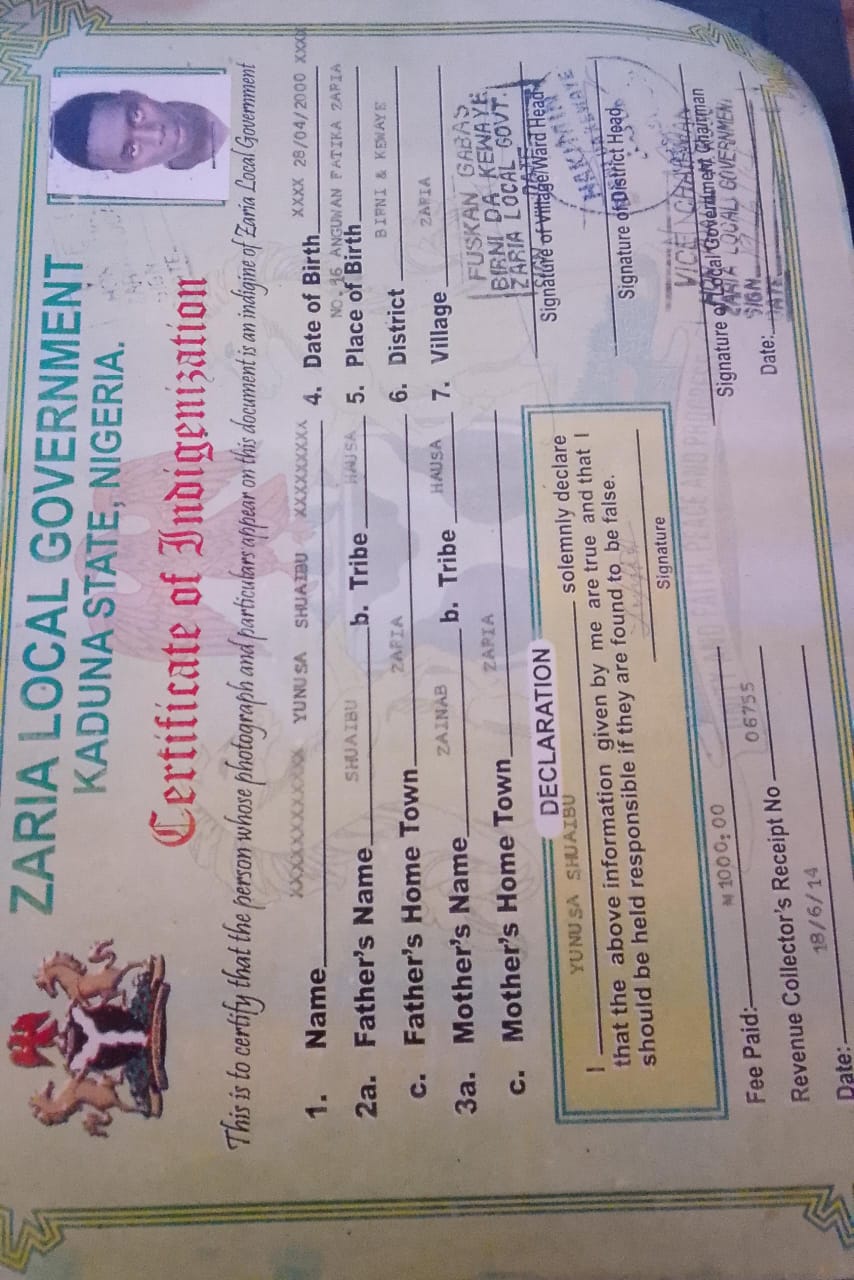 ZARIA LOCAL GOVERNMENT
KADUNA STATE, NIGERIA.
Certificate of Indigenization
This is to certify that the person whose photograph and particulars appear on this document is an indigine of Zaria Local Government
1. Name XXXXXXXXXXXXX YUNUSA SHUAIBU XXXXXXXXXX
2a. Father's Name SHUAIBU b. Tribe HAUSA
c. Father's Home Town ZARIA
3a. Mother's Name ZAINAB b. Tribe HAUSA
c. Mother's Home Town ZARIA
4. Date of Birth XXXX 28/04/2000 XXXX
5. Place of Birth NO.96 ANGUWAN FATIKA ZARIA
6. District BIRNI & KEWAYE
7. Village ZARIA
DECLARATION
I YUNUSA SHUAIBU solemnly declare
that the above information given by me are true and that I
should be held responsible if they are found to be false.
Signature
FUSKAN GABAS
BIRNI DA KEWAYE
ZARIA LOCAL GOVT.
Signature of Village/Ward Head
HAKIMIN
Signature of District Head
VICE CHAIRMAN
Signature of Local Government Chairman
ZARIA LOCAL GOVERNMENT
SIGN
DATE
Date:
Fee Paid: ₦1000:00
Revenue Collector's Receipt No 06755
Date: 18/6/14